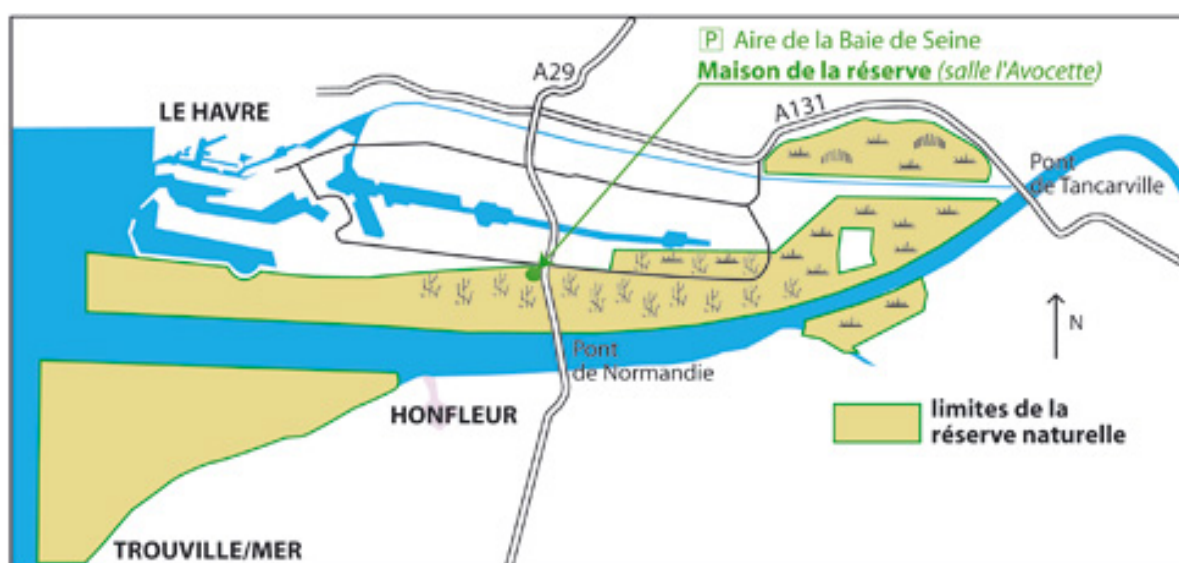 P Aire de la Baie de Seine
Maison de la réserve (salle l'Avocette)
A29
LE HAVRE
A131
Pont
de Tancarville
N
Pont
de Normandie
HONFLEUR
limites de la
réserve naturelle
TROUVILLE/MER